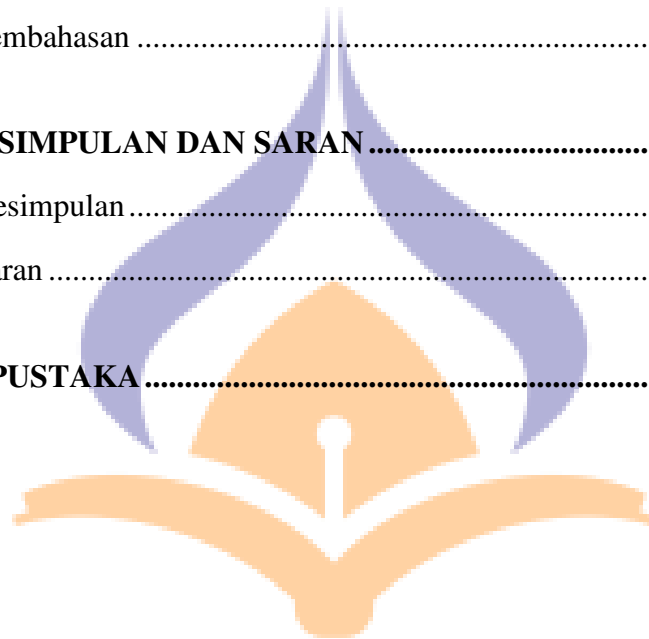 embahasan ......................................................................
SIMPULAN DAN SARAN .......................................
esimpulan .......................................................................
aran ...................................................................................
PUSTAKA ...................................................................